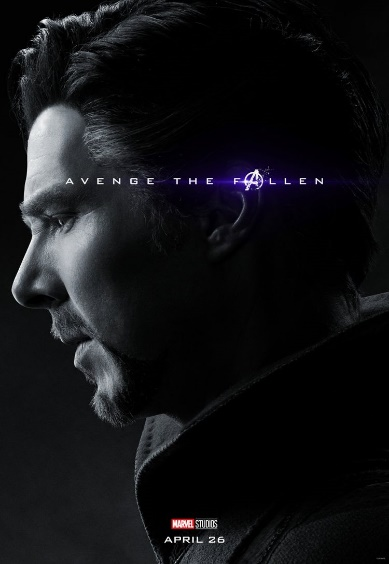 AVENGE THE FALLEN
MARVEL STUDIOS
APRIL 26